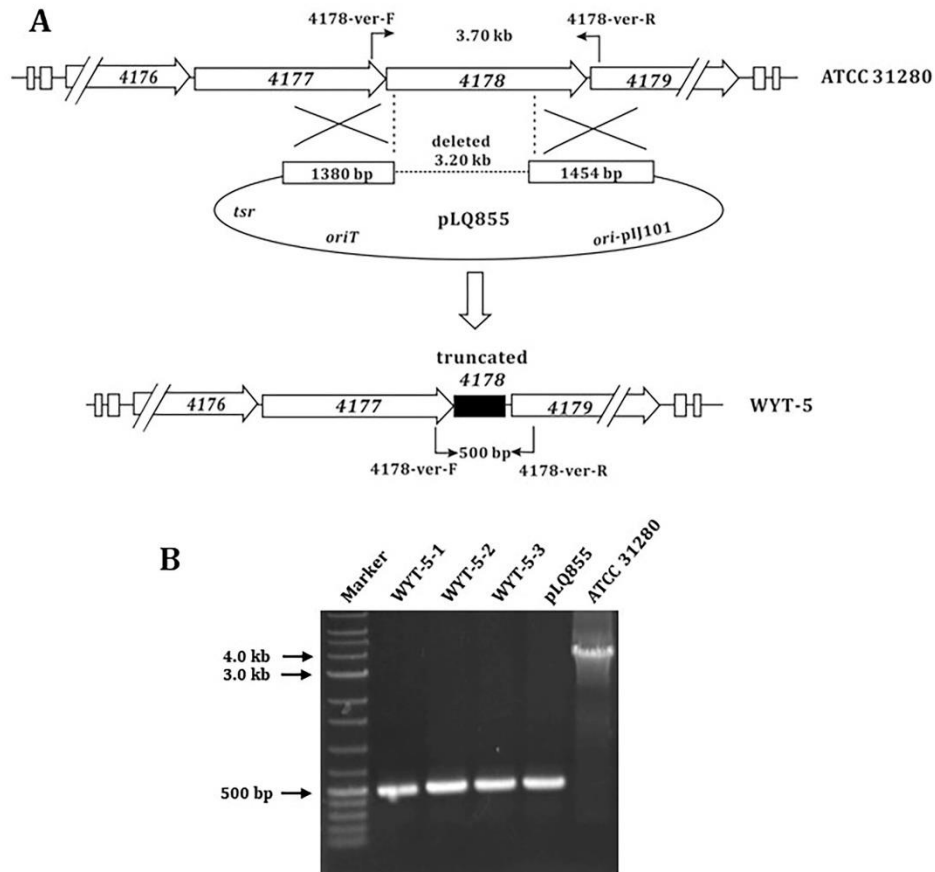 A
4178-ver-F
3.70 kb
4178-ver-R
4176
4177
4178
4179
ATCC 31280
deleted
3.20 kb
1380 bp
1454 bp
tsr
oriT
pLQ855
ori-pIJ101
truncated
4178
4176
4177
4179
WYT-5
500 bp
4178-ver-F
4178-ver-R
B
Marker
WYT-5-1
WYT-5-2
WYT-5-3
pLQ855
ATCC 31280
4.0 kb
3.0 kb
500 bp